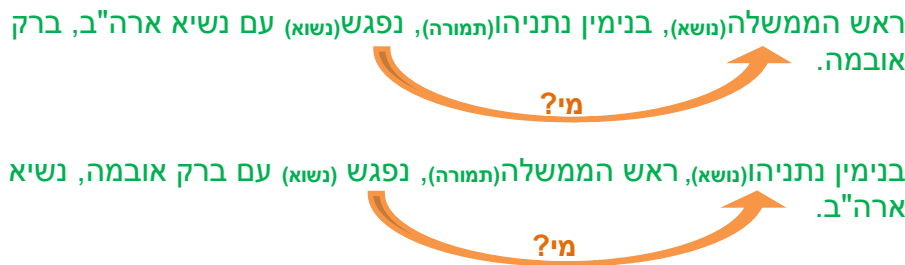 ראש הממשלה(נושא), בנימין נתניהו(תמורה), נפגש(נשוא) עם נשיא ארה"ב, ברק
אובמה.
מי?
בנימין נתניהו(נושא), ראש הממשלה(תמורה), נפגש (נשוא) עם ברק אובמה, נשיא
ארה"ב.
מי?